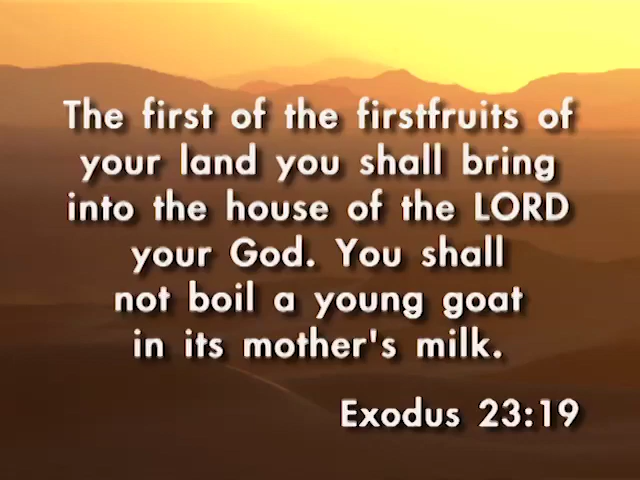 The first of the firstfruits of
your land you shall bring
into the house of the LORD
your God. You shall
not boil a young goat
in its mother's milk.
Exodus 23:19